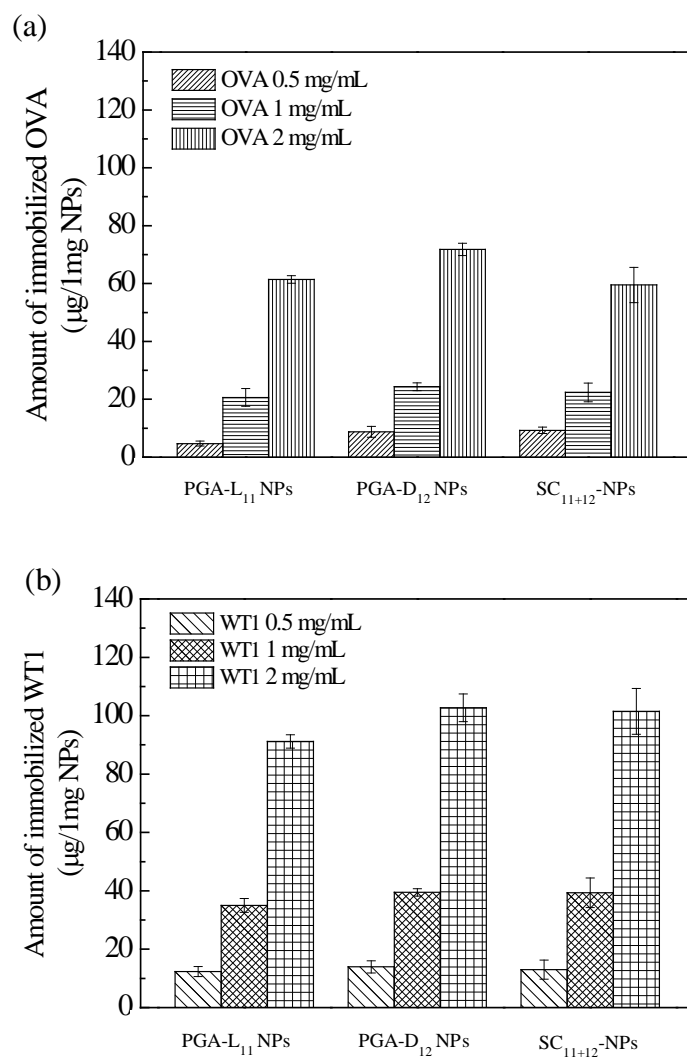 (a)
140
120
100
80
60
40
20
0
Amount of immobilized OVA
(μg/1mg NPs)
OVA 0.5 mg/mL
OVA 1 mg/mL
OVA 2 mg/mL
PGA-L₁₁ NPs
PGA-D₁₂ NPs
SC₁₁₊₁₂-NPs
(b)
140
120
100
80
60
40
20
0
Amount of immobilized WT1
(μg/1mg NPs)
WT1 0.5 mg/mL
WT1 1 mg/mL
WT1 2 mg/mL
PGA-L₁₁ NPs
PGA-D₁₂ NPs
SC₁₁₊₁₂-NPs